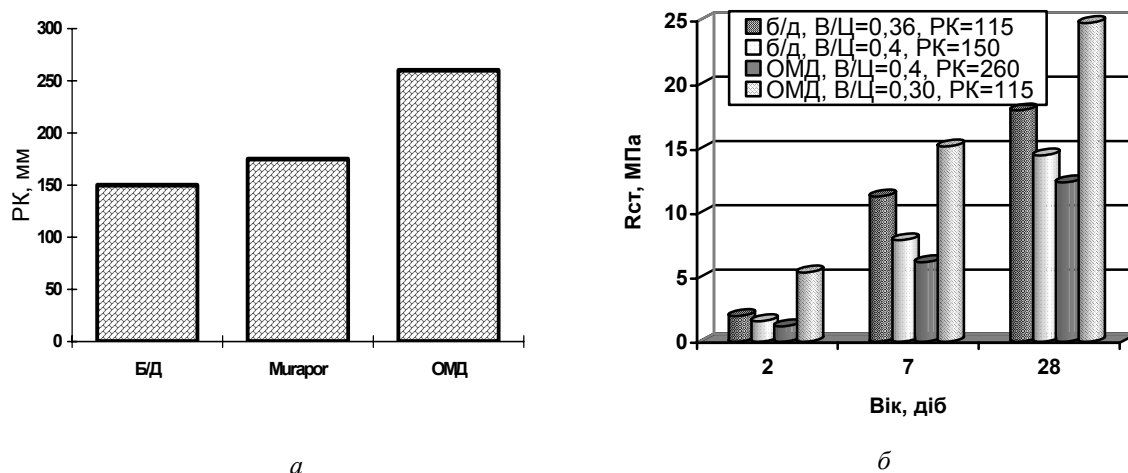 300
250
200
150
100
50
0
РК, мм
Б/Д
Murapor
ОМД
а
25
20
15
10
5
0
Rст, МПа
б/д, В/Ц=0,36, РК=115
б/д, В/Ц=0,4, РК=150
ОМД, В/Ц=0,4, РК=260
ОМД, В/Ц=0,30, РК=115
2
7
28
Вік, діб
б